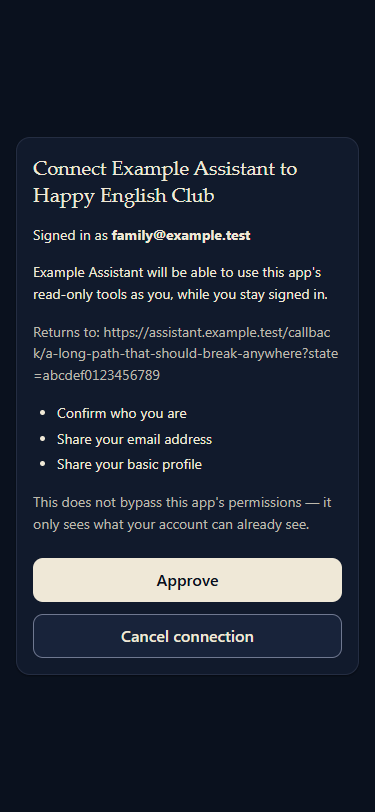 Connect Example Assistant to
Happy English Club
Signed in as family@example.test
Example Assistant will be able to use this app's
read-only tools as you, while you stay signed in.
Returns to: https://assistant.example.test/callbac
k/a-long-path-that-should-break-anywhere?state
=abcdef0123456789
• Confirm who you are
• Share your email address
• Share your basic profile
This does not bypass this app's permissions — it
only sees what your account can already see.
Approve
Cancel connection